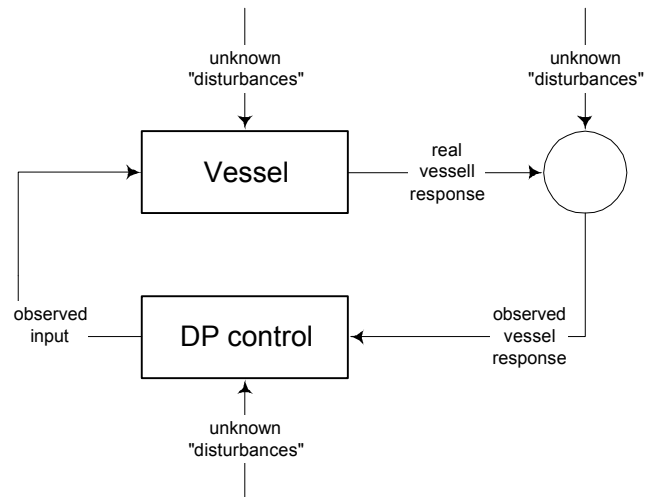 unknown
"disturbances"
unknown
"disturbances"
Vessel
real
vessell
response
observed
input
DP control
observed
vessel
response
unknown
"disturbances"